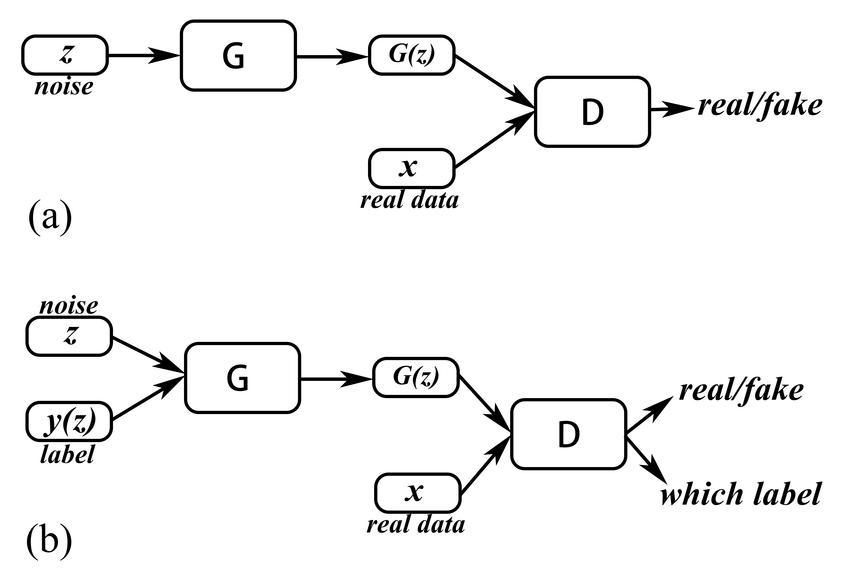 z
noise
G
G(z)
x
real data
D
real/fake
(a)
noise
z
y(z)
label
G
G(z)
x
real data
D
real/fake
which label
(b)